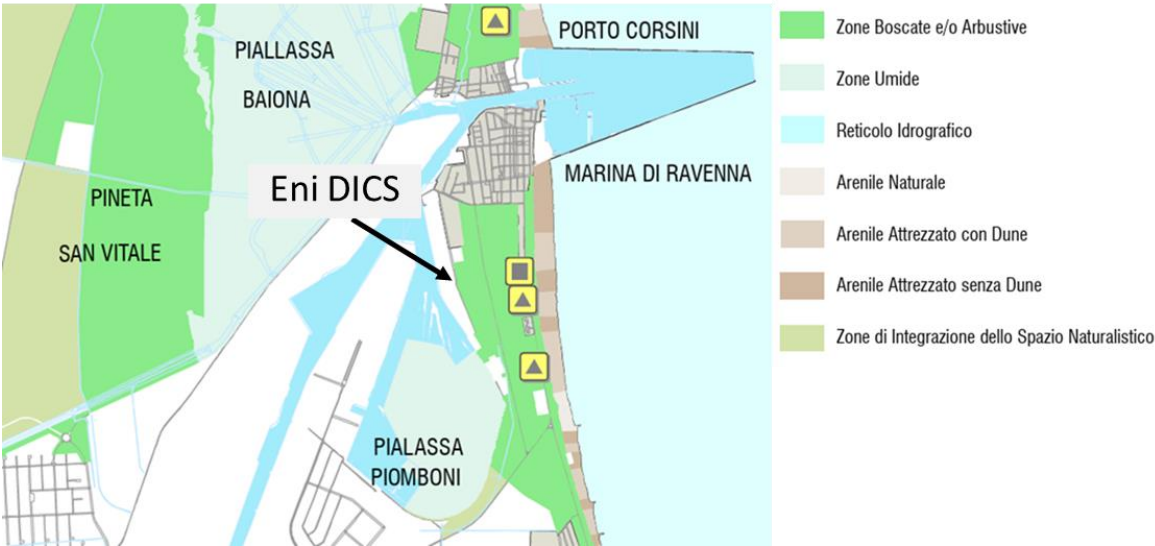 PORTO CORSINI
PIALLASSA
BAIONA
MARINA DI RAVENNA
Eni DICS
PINETA
SAN VITALE
PIALASSA
PIOMBONI
Zone Boscate e/o Arbustive
Zone Umide
Reticolo Idrografico
Arenile Naturale
Arenile Attrezzato con Dune
Arenile Attrezzato senza Dune
Zone di Integrazione dello Spazio Naturalistico